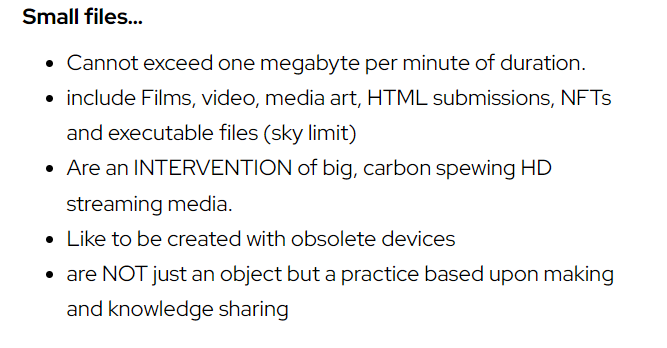 Small files...
• Cannot exceed one megabyte per minute of duration.
• include Films, video, media art, HTML submissions, NFTs
and executable files (sky limit)
• Are an INTERVENTION of big, carbon spewing HD
streaming media.
• Like to be created with obsolete devices
• are NOT just an object but a practice based upon making
and knowledge sharing